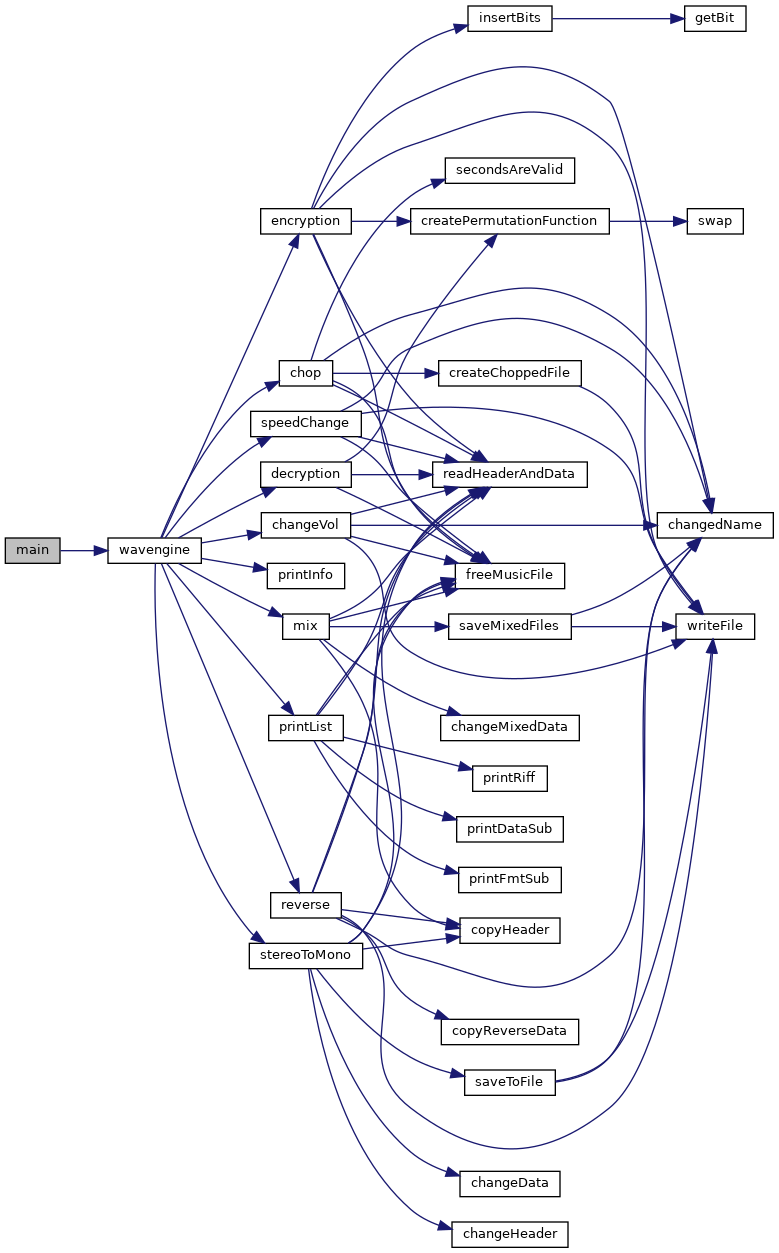 insertBits
getBit
secondsAreValid
encryption
createPermutationFunction
swap
chop
createChoppedFile
speedChange
decryption
readHeaderAndData
changeVol
changedName
main
wavengine
printInfo
freeMusicFile
mix
saveMixedFiles
writeFile
printList
changeMixedData
printRiff
printDataSub
printFmtSub
reverse
copyHeader
stereoToMono
copyReverseData
saveToFile
changeData
changeHeader